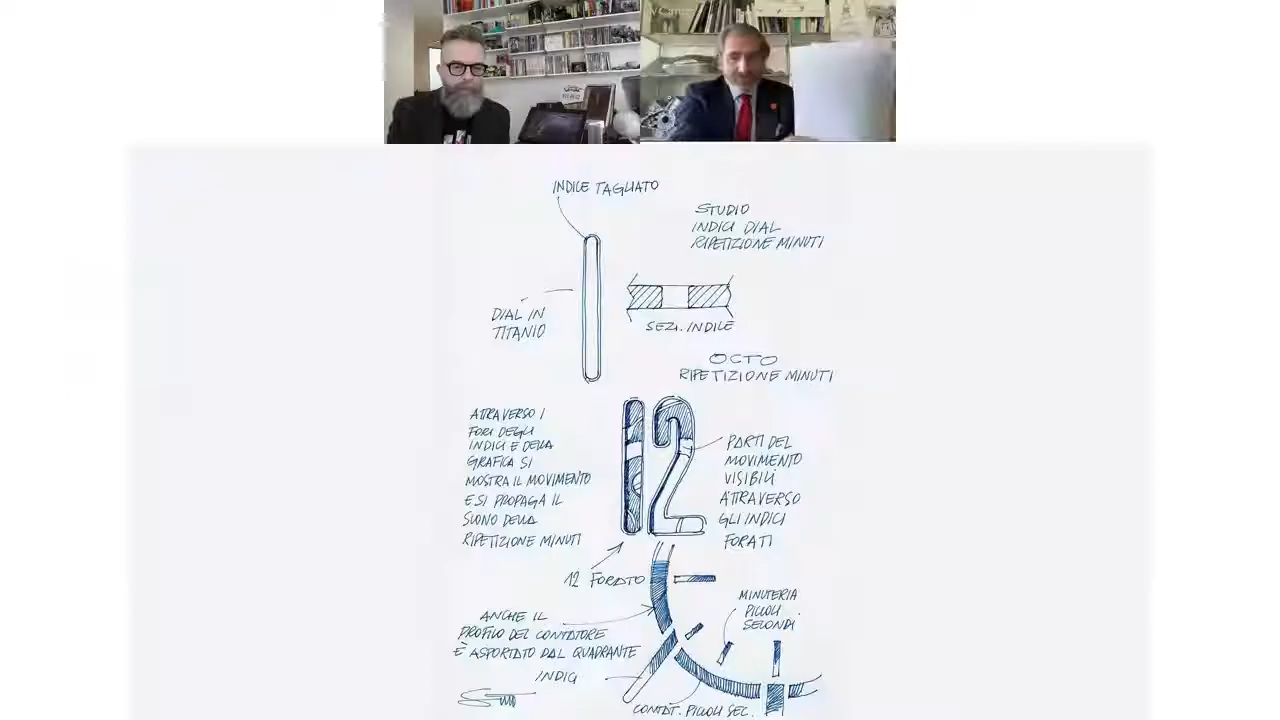 INDICE TAGLIATO
STUDIO
INDICI DIAL
RIPETIZIONE MINUTI
DIAL IN
TITANIO
SEZ. INDICE
OCTO
RIPETIZIONE MINUTI
ATTRAVERSO I
FORI DEGLI
INDICI E DELLA
GRAFICA SI
MOSTRA IL MOVIMENTO
E SI PROPAGA IL
SUONO DELLA
RIPETIZIONE MINUTI
12
PARTI DEL
MOVIMENTO
VISIBILI
ATTRAVERSO
GLI INDICI
FORATI
12 FORATO
MINUTERIA
PICCOLI
SECONDI
ANCHE IL
PROFILO DEL CONTATORE
È ASPORTATO DAL QUADRANTE
INDICI
CONTAT. PICCOLI SEC.